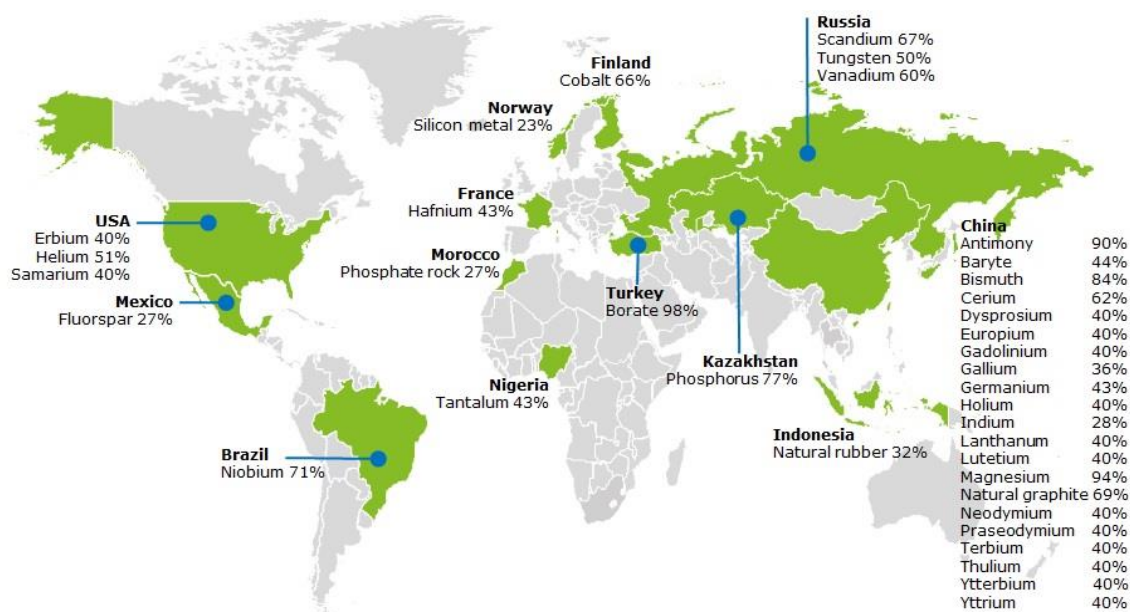 Russia
Scandium 67%
Tungsten 50%
Vanadium 60%
Finland
Cobalt 66%
Norway
Silicon metal 23%
France
Hafnium 43%
USA
Erbium 40%
Helium 51%
Samarium 40%
Morocco
Phosphate rock 27%
Mexico
Fluorspar 27%
Turkey
Borate 98%
Kazakhstan
Phosphorus 77%
Nigeria
Tantalum 43%
Brazil
Niobium 71%
Indonesia
Natural rubber 32%
China
Antimony 90%
Baryte 44%
Bismuth 84%
Cerium 62%
Dysprosium 40%
Europium 40%
Gadolinium 40%
Gallium 36%
Germanium 43%
Holium 40%
Indium 28%
Lanthanum 40%
Lutetium 40%
Magnesium 94%
Natural graphite 69%
Neodymium 40%
Praseodymium 40%
Terbium 40%
Thulium 40%
Ytterbium 40%
Yttrium 40%